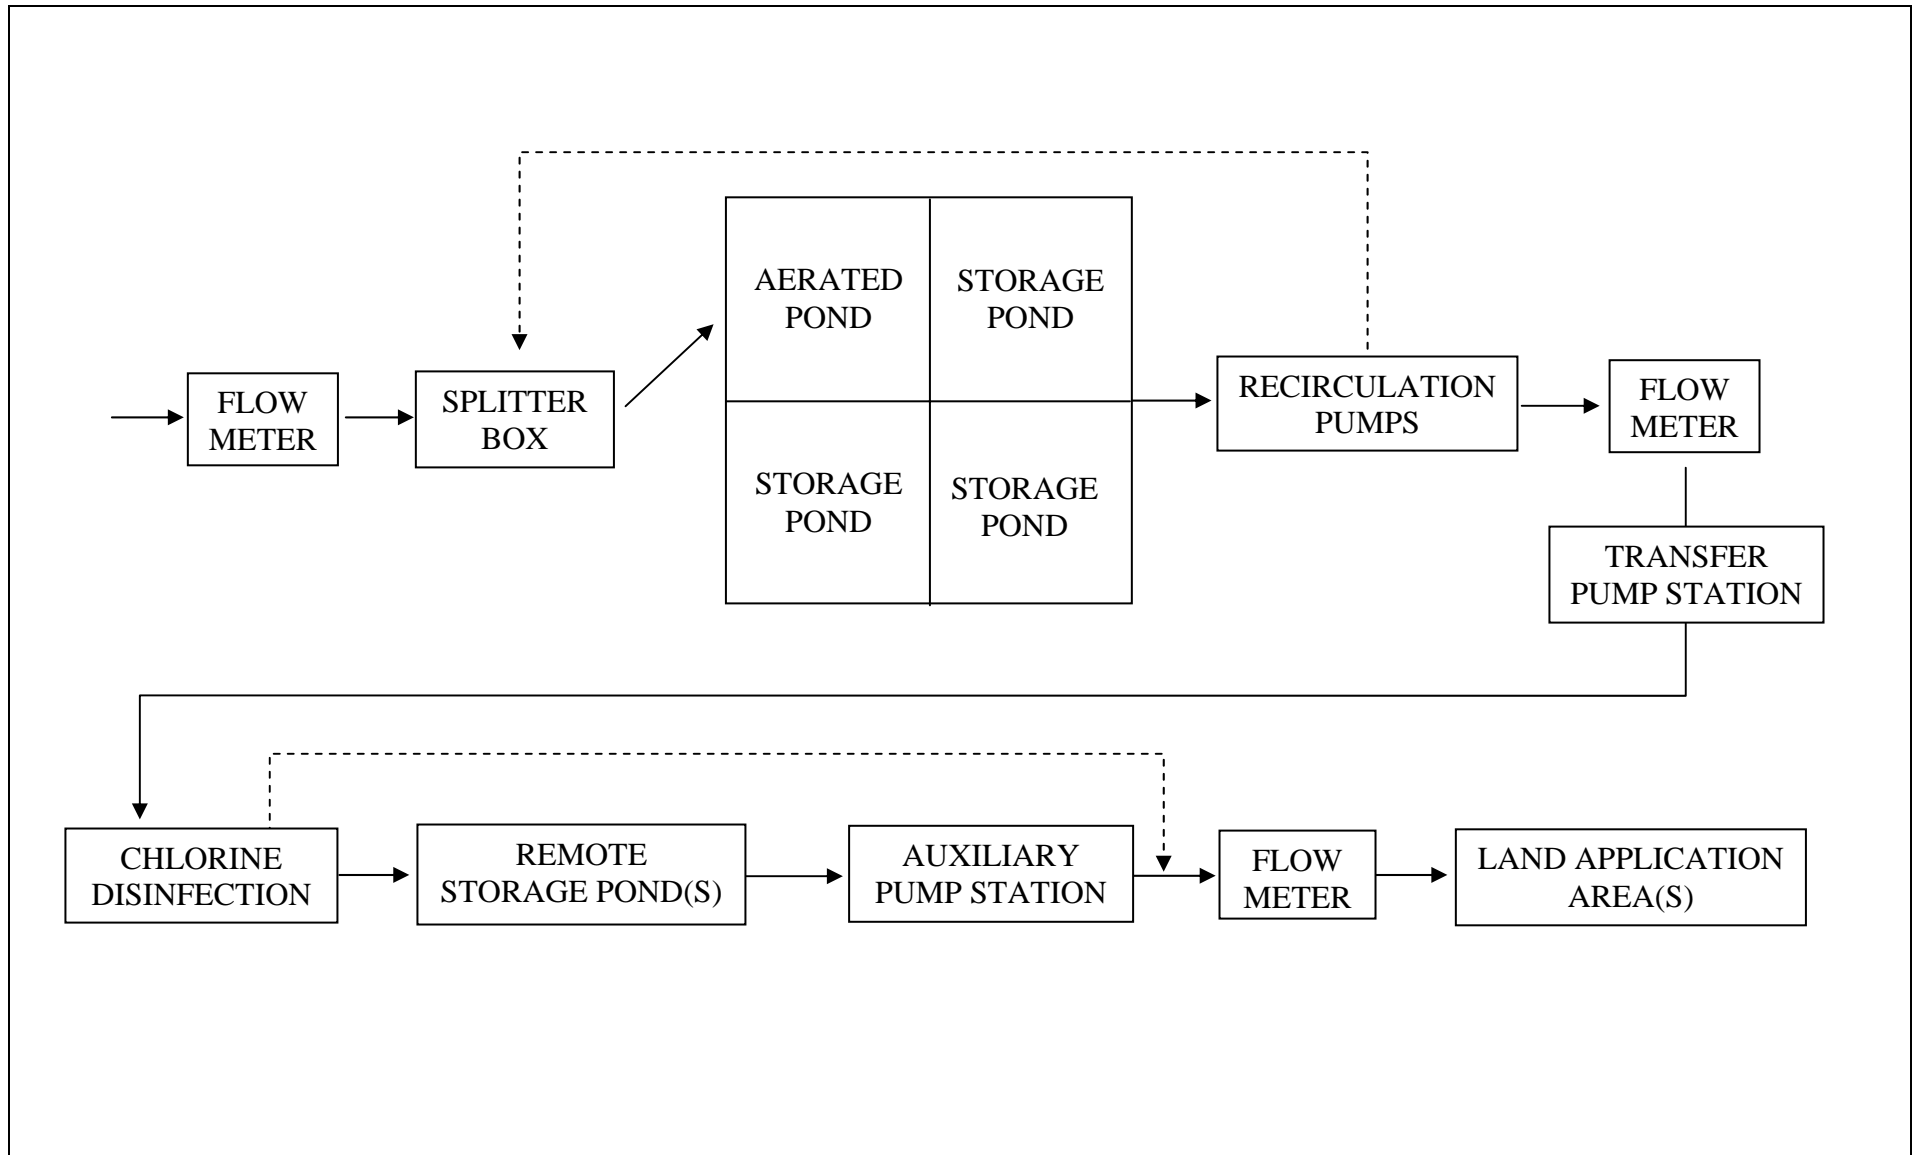 AERATED
POND
STORAGE
POND
STORAGE
POND
STORAGE
POND
FLOW
METER
SPLITTER
BOX
RECIRCULATION
PUMPS
FLOW
METER
TRANSFER
PUMP STATION
CHLORINE
DISINFECTION
REMOTE
STORAGE POND(S)
AUXILIARY
PUMP STATION
FLOW
METER
LAND APPLICATION
AREA(S)